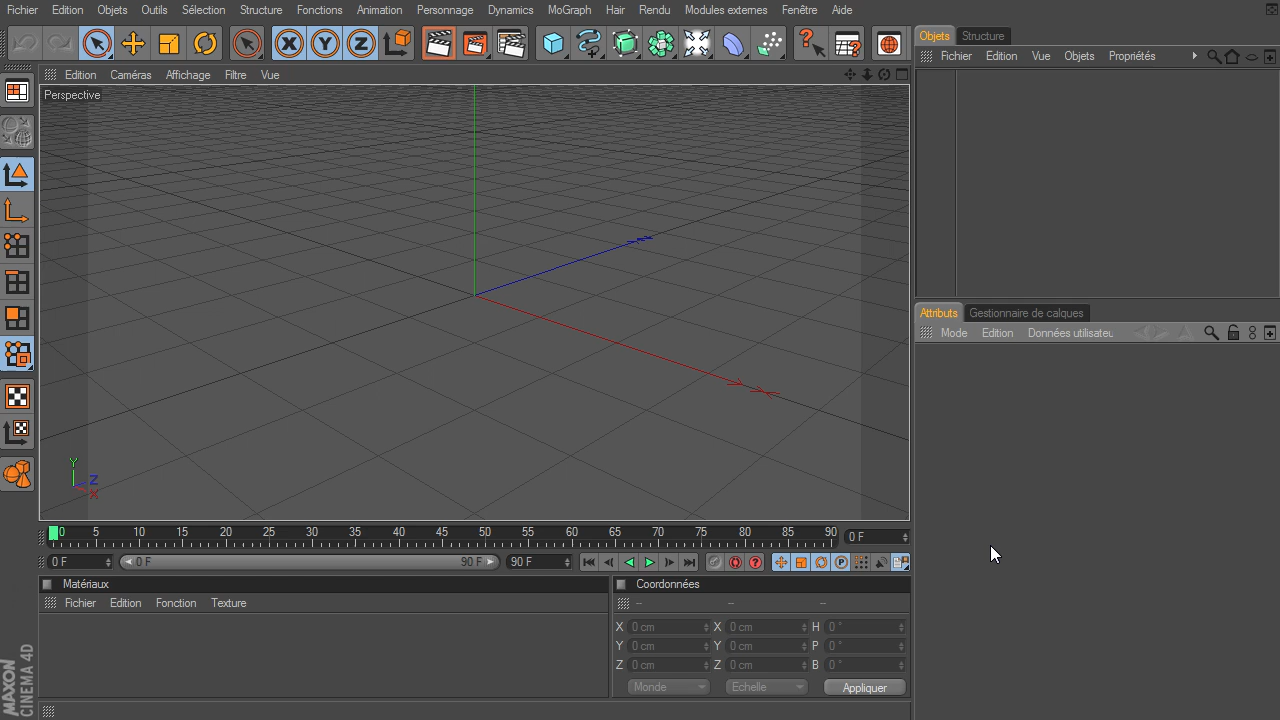 Fichier Edition Objets Outils Sélection Structure Fonctions Animation Personnage Dynamics MoGraph Hair Rendu Modules externes Fenêtre Aide
X Y Z
Objets Structure
Fichier Edition Vue Objets Propriétés
Edition Caméras Affichage Filtre Vue
Perspective
Attributs Gestionnaire de calques
Mode Edition Données utilisateu
Y
Z
X
0 5 10 15 20 25 30 35 40 45 50 55 60 65 70 75 80 85 90 0 F
0 F 0 F 90 F 90 F ? P
Matériaux Coordonnées
Fichier Edition Fonction Texture -- -- --
X 0 cm X 0 cm H 0 °
Y 0 cm Y 0 cm P 0 °
Z 0 cm Z 0 cm B 0 °
Monde Echelle Appliquer
MAXON
CINEMA 4D